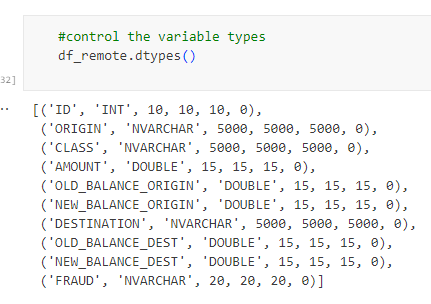 #control the variable types
df_remote.dtypes()
32]
..
[('ID', 'INT', 10, 10, 10, 0),
('ORIGIN', 'NVARCHAR', 5000, 5000, 5000, 0),
('CLASS', 'NVARCHAR', 5000, 5000, 5000, 0),
('AMOUNT', 'DOUBLE', 15, 15, 15, 0),
('OLD_BALANCE_ORIGIN', 'DOUBLE', 15, 15, 15, 0),
('NEW_BALANCE_ORIGIN', 'DOUBLE', 15, 15, 15, 0),
('DESTINATION', 'NVARCHAR', 5000, 5000, 5000, 0),
('OLD_BALANCE_DEST', 'DOUBLE', 15, 15, 15, 0),
('NEW_BALANCE_DEST', 'DOUBLE', 15, 15, 15, 0),
('FRAUD', 'NVARCHAR', 20, 20, 20, 0)]